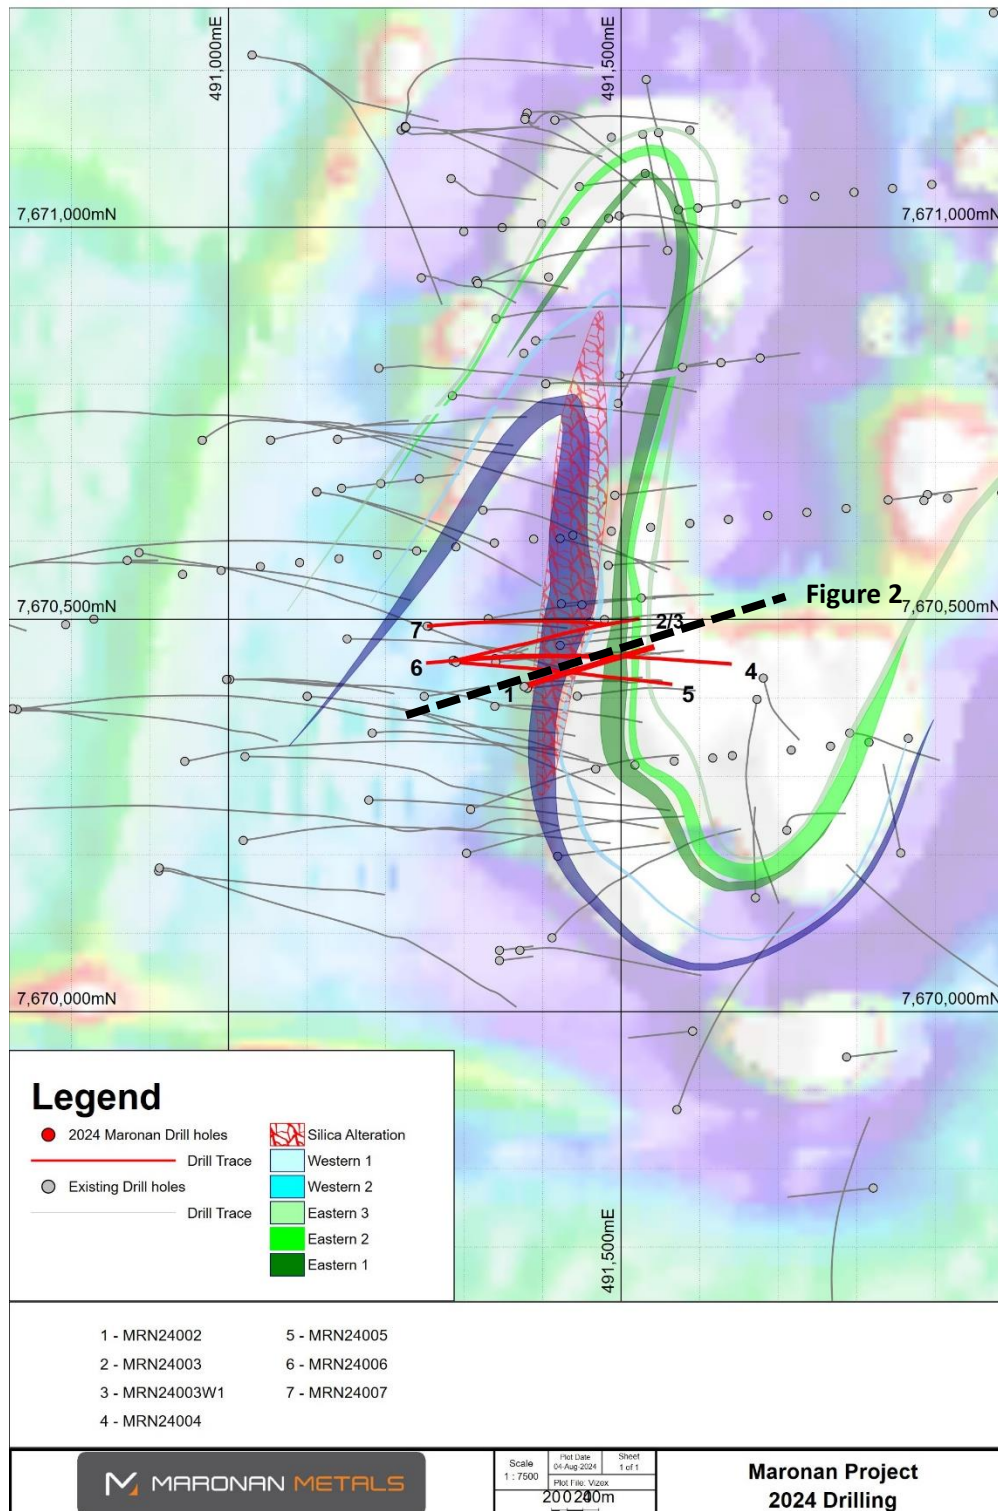 491,000mE
491,500mE
7,671,000mN
7,671,000mN
Figure 2
7,670,500mN
7,670,500mN
7
2/3
6
4
1
5
7,670,000mN
7,670,000mN
491,500mE
Legend
2024 Maronan Drill holes
Drill Trace
Existing Drill holes
Drill Trace
Silica Alteration
Western 1
Western 2
Eastern 3
Eastern 2
Eastern 1
1 - MRN24002
2 - MRN24003
3 - MRN24003W1
4 - MRN24004
5 - MRN24005
6 - MRN24006
7 - MRN24007
MARONAN METALS
Scale
1 : 7500
Plot Date
04-Aug-2024
Sheet
1 of 1
Plot File: Vizex
Maronan Project
2024 Drilling